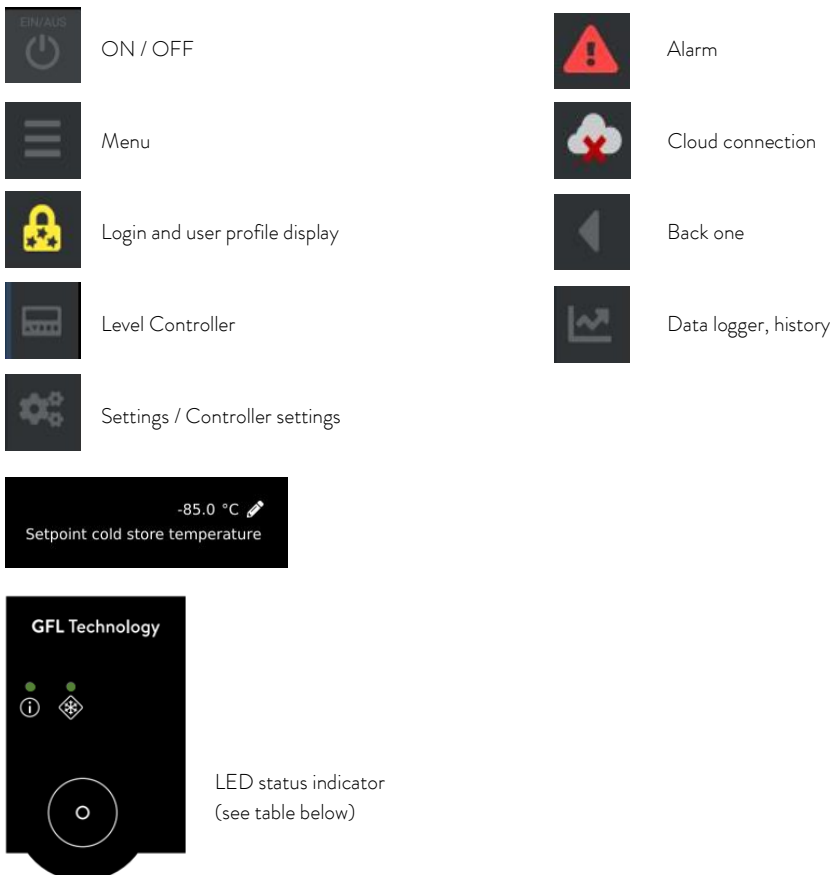 EIN/AUS
ON / OFF
Menu
Login and user profile display
Level Controller
Settings / Controller settings
Alarm
Cloud connection
Back one
Data logger, history
-85.0 °C
Setpoint cold store temperature
GFL Technology
LED status indicator
(see table below)